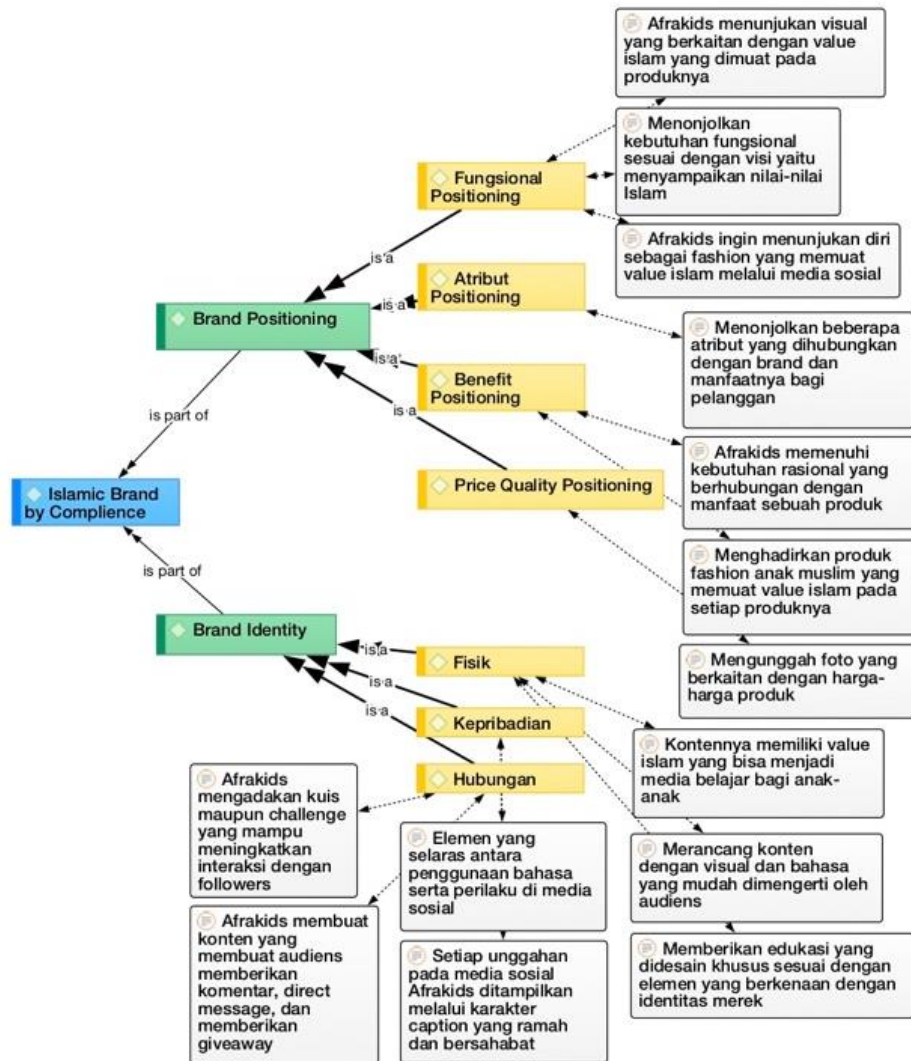 Afrakids menunjukan visual
yang berkaitan dengan value
islam yang dimuat pada
produknya
Menonjolkan
kebutuhan fungsional
sesuai dengan visi yaitu
menyampaikan nilai-nilai
Islam
Fungsional
Positioning
Afrakids ingin menunjukan diri
sebagai fashion yang memuat
value islam melalui media sosial
is a
Atribut
Positioning
is a
Brand Positioning
Menonjolkan beberapa
atribut yang dihubungkan
dengan brand dan
manfaatnya bagi
pelanggan
is a
Benefit
Positioning
is a
is part of
Afrakids memenuhi
kebutuhan rasional yang
berhubungan dengan
manfaat sebuah produk
Price Quality Positioning
Islamic Brand
by Complience
Menghadirkan produk
fashion anak muslim yang
memuat value islam pada
setiap produknya
is part of
Brand Identity
is a
Fisik
Mengunggah foto yang
berkaitan dengan harga-
harga produk
is a
Kepribadian
is a
Hubungan
Kontennya memiliki value
islam yang bisa menjadi
media belajar bagi anak-
anak
Afrakids
mengadakan kuis
maupun challenge
yang mampu
meningkatkan
interaksi dengan
followers
Elemen yang
selaras antara
penggunaan bahasa
serta perilaku di media
sosial
Merancang konten
dengan visual dan bahasa
yang mudah dimengerti oleh
audiens
Afrakids membuat
konten yang
membuat audiens
memberikan
komentar, direct
message, dan
memberikan
giveaway
Setiap unggahan
pada media sosial
Afrakids ditampilkan
melalui karakter
caption yang ramah
dan bersahabat
Memberikan edukasi yang
didesain khusus sesuai dengan
elemen yang berkenaan dengan
identitas merek